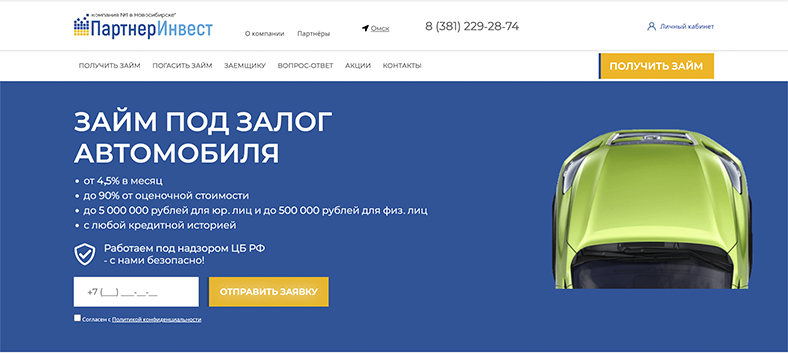 компания №1 в Новосибирске*
ПартнерИнвест
О компании
Партнёры
Омск
8 (381) 229-28-74
Личный кабинет
ПОЛУЧИТЬ ЗАЙМ
ПОГАСИТЬ ЗАЙМ
ЗАЕМЩИКУ
ВОПРОС-ОТВЕТ
АКЦИИ
КОНТАКТЫ
ПОЛУЧИТЬ ЗАЙМ
ЗАЙМ ПОД ЗАЛОГ
АВТОМОБИЛЯ
от 4,5% в месяц
до 90% от оценочной стоимости
до 5 000 000 рублей для юр. лиц и до 500 000 рублей для физ. лиц
с любой кредитной историей
Работаем под надзором ЦБ РФ
- с нами безопасно!
+7 (___) ___-__-__
ОТПРАВИТЬ ЗАЯВКУ
Согласен с Политикой конфиденциальности